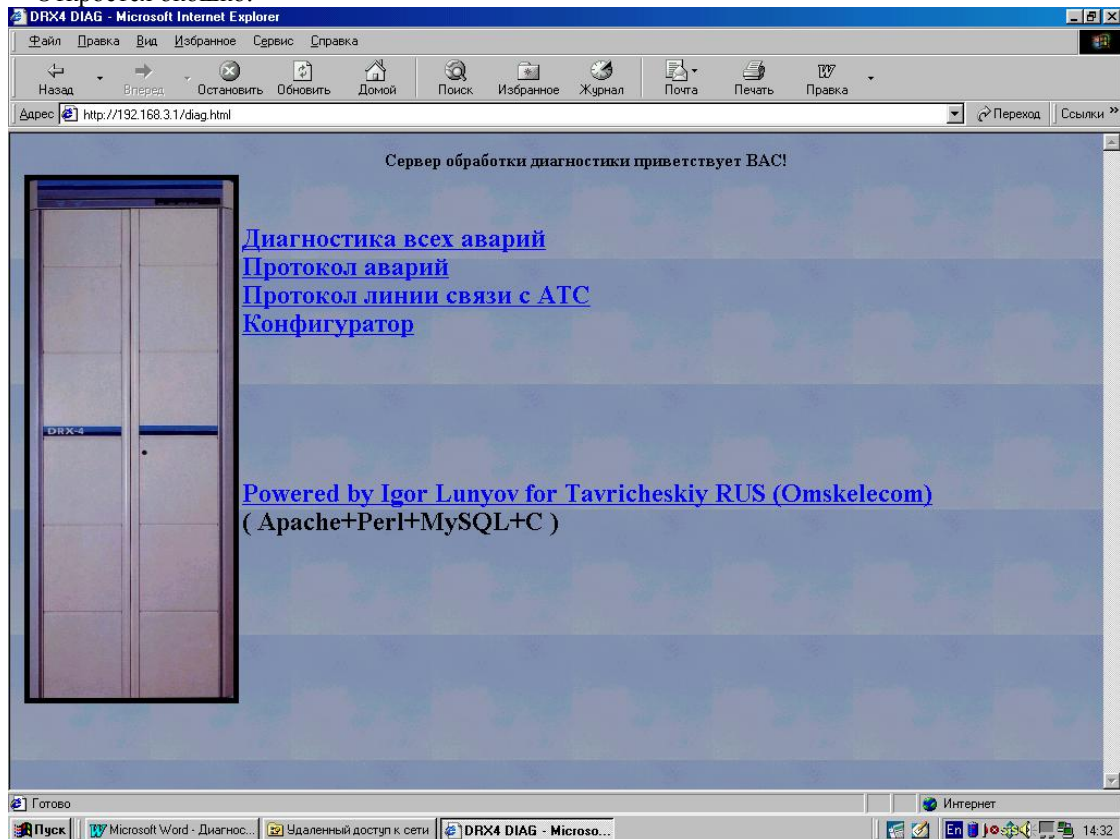 Откроется окошко:
DRX4 DIAG - Microsoft Internet Explorer
Файл Правка Вид Избранное Сервис Справка
Назад Вперед Остановить Обновить Домой Поиск Избранное Журнал Почта Печать Правка
Адрес http://192.168.3.1/diag.html Переход Ссылки »
Сервер обработки диагностики приветствует ВАС!
Диагностика всех аварий
Протокол аварий
Протокол линии связи с АТС
Конфигуратор
DRX-4
Powered by Igor Lunyov for Tavricheskiy RUS (Omskelecom)
( Apache+Perl+MySQL+C )
Готово Интернет
Пуск Microsoft Word - Диагнос... Удаленный доступ к сети DRX4 DIAG - Microso... En 14:32